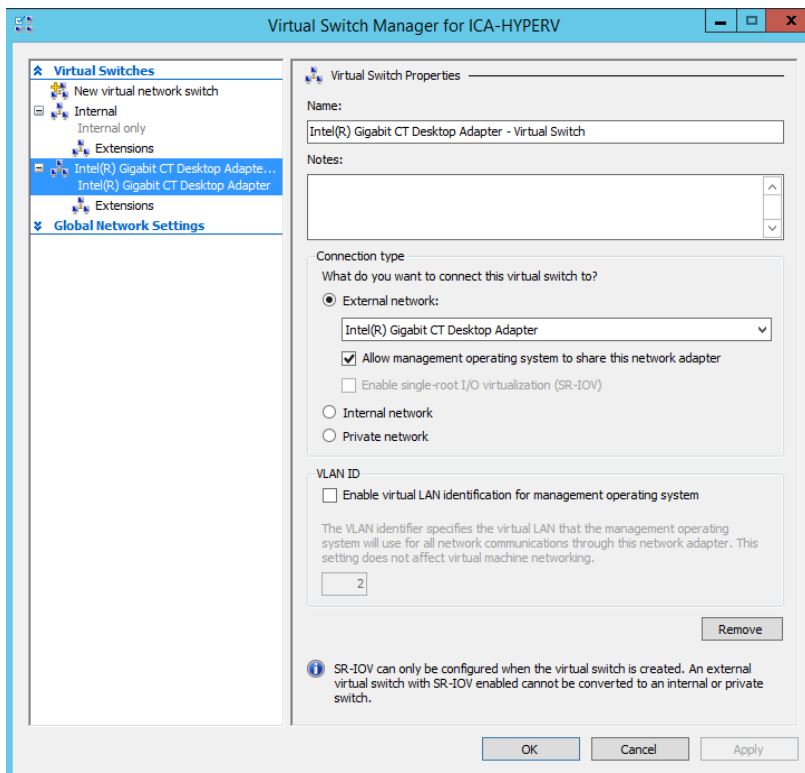 Virtual Switch Manager for ICA-HYPERV
Virtual Switches
New virtual network switch
Internal
Internal only
Extensions
Intel(R) Gigabit CT Desktop Adapte...
Intel(R) Gigabit CT Desktop Adapter
Extensions
Global Network Settings
Virtual Switch Properties
Name:
Intel(R) Gigabit CT Desktop Adapter - Virtual Switch
Notes:
Connection type
What do you want to connect this virtual switch to?
External network:
Intel(R) Gigabit CT Desktop Adapter
Allow management operating system to share this network adapter
Enable single-root I/O virtualization (SR-IOV)
Internal network
Private network
VLAN ID
Enable virtual LAN identification for management operating system
The VLAN identifier specifies the virtual LAN that the management operating
system will use for all network communications through this network adapter. This
setting does not affect virtual machine networking.
2
Remove
SR-IOV can only be configured when the virtual switch is created. An external
virtual switch with SR-IOV enabled cannot be converted to an internal or private
switch.
OK
Cancel
Apply